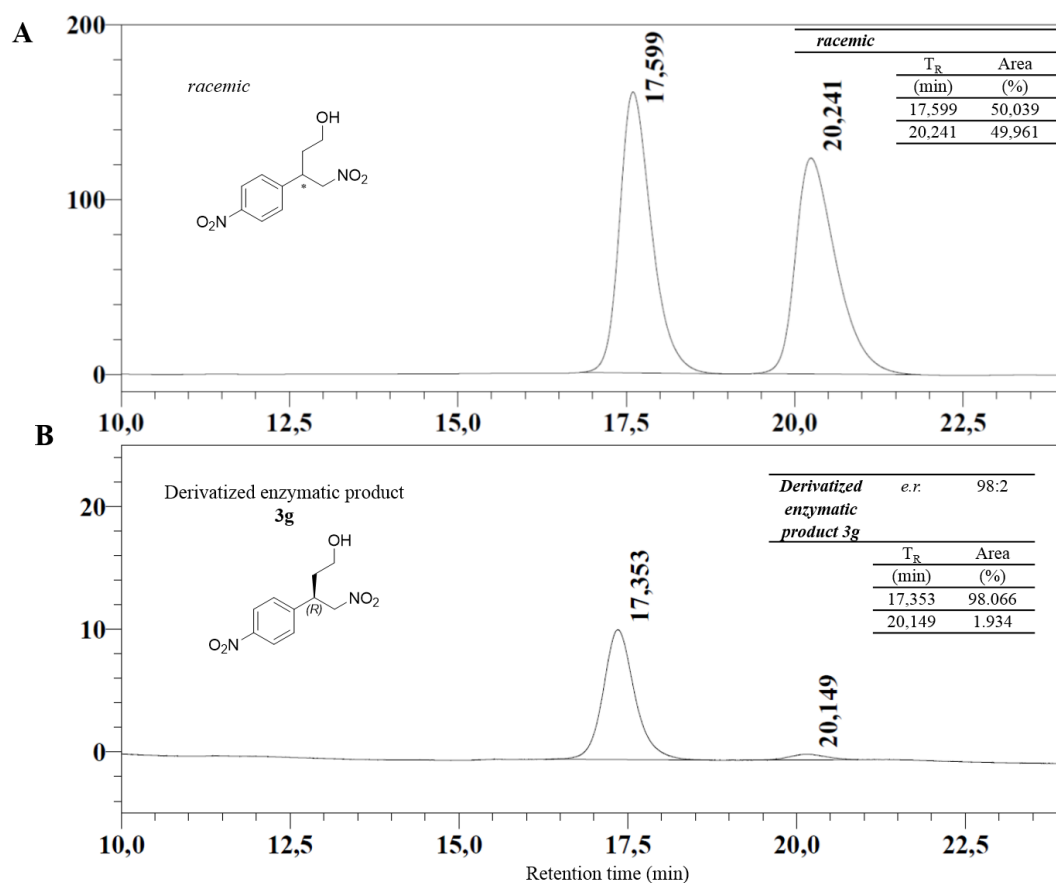 A
200
100
0
racemic
OH
NO2
*
O2N
17,599
20,241
racemic
TR Area
(min) (%)
17,599 50,039
20,241 49,961
10,0 12,5 15,0 17,5 20,0 22,5
B
20
10
0
Derivatized enzymatic product
3g
OH
NO2
(R)
O2N
17,353
20,149
Derivatized e.r. 98:2
enzymatic
product 3g
TR Area
(min) (%)
17,353 98.066
20,149 1.934
10,0 12,5 15,0 17,5 20,0 22,5
Retention time (min)